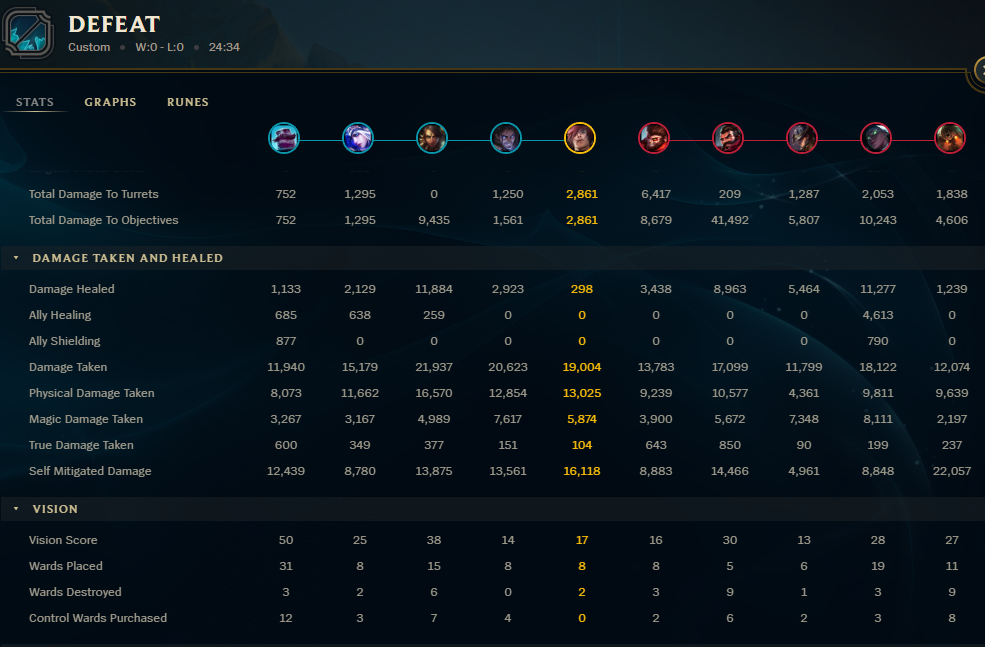 DEFEAT
Custom • W:0 - L:0 • 24:34
STATS GRAPHS RUNES
Total Damage To Turrets 752 1,295 0 1,250 2,861 6,417 209 1,287 2,053 1,838
Total Damage To Objectives 752 1,295 9,435 1,561 2,861 8,679 41,492 5,807 10,243 4,606
DAMAGE TAKEN AND HEALED
Damage Healed 1,133 2,129 11,884 2,923 298 3,438 8,963 5,464 11,277 1,239
Ally Healing 685 638 259 0 0 0 0 0 4,613 0
Ally Shielding 877 0 0 0 0 0 0 0 790 0
Damage Taken 11,940 15,179 21,937 20,623 19,004 13,783 17,099 11,799 18,122 12,074
Physical Damage Taken 8,073 11,662 16,570 12,854 13,025 9,239 10,577 4,361 9,811 9,639
Magic Damage Taken 3,267 3,167 4,989 7,617 5,874 3,900 5,672 7,348 8,111 2,197
True Damage Taken 600 349 377 151 104 643 850 90 199 237
Self Mitigated Damage 12,439 8,780 13,875 13,561 16,118 8,883 14,466 4,961 8,848 22,057
VISION
Vision Score 50 25 38 14 17 16 30 13 28 27
Wards Placed 31 8 15 8 8 8 5 6 19 11
Wards Destroyed 3 2 6 0 2 3 9 1 3 9
Control Wards Purchased 12 3 7 4 0 2 6 2 3 8